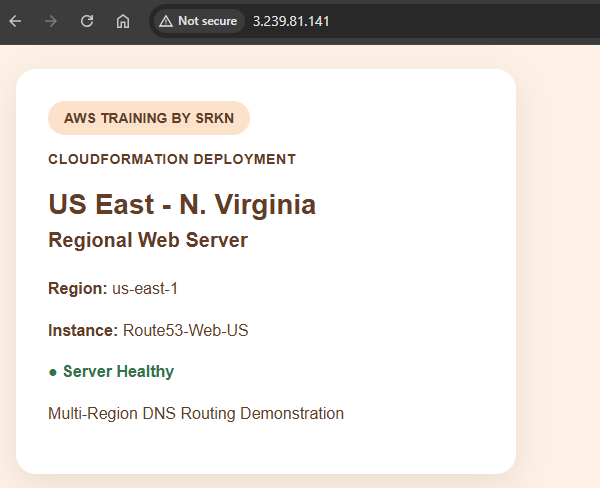 Not secure 3.239.81.141
AWS TRAINING BY SRKN
CLOUDFORMATION DEPLOYMENT
US East - N. Virginia
Regional Web Server
Region: us-east-1
Instance: Route53-Web-US
● Server Healthy
Multi-Region DNS Routing Demonstration